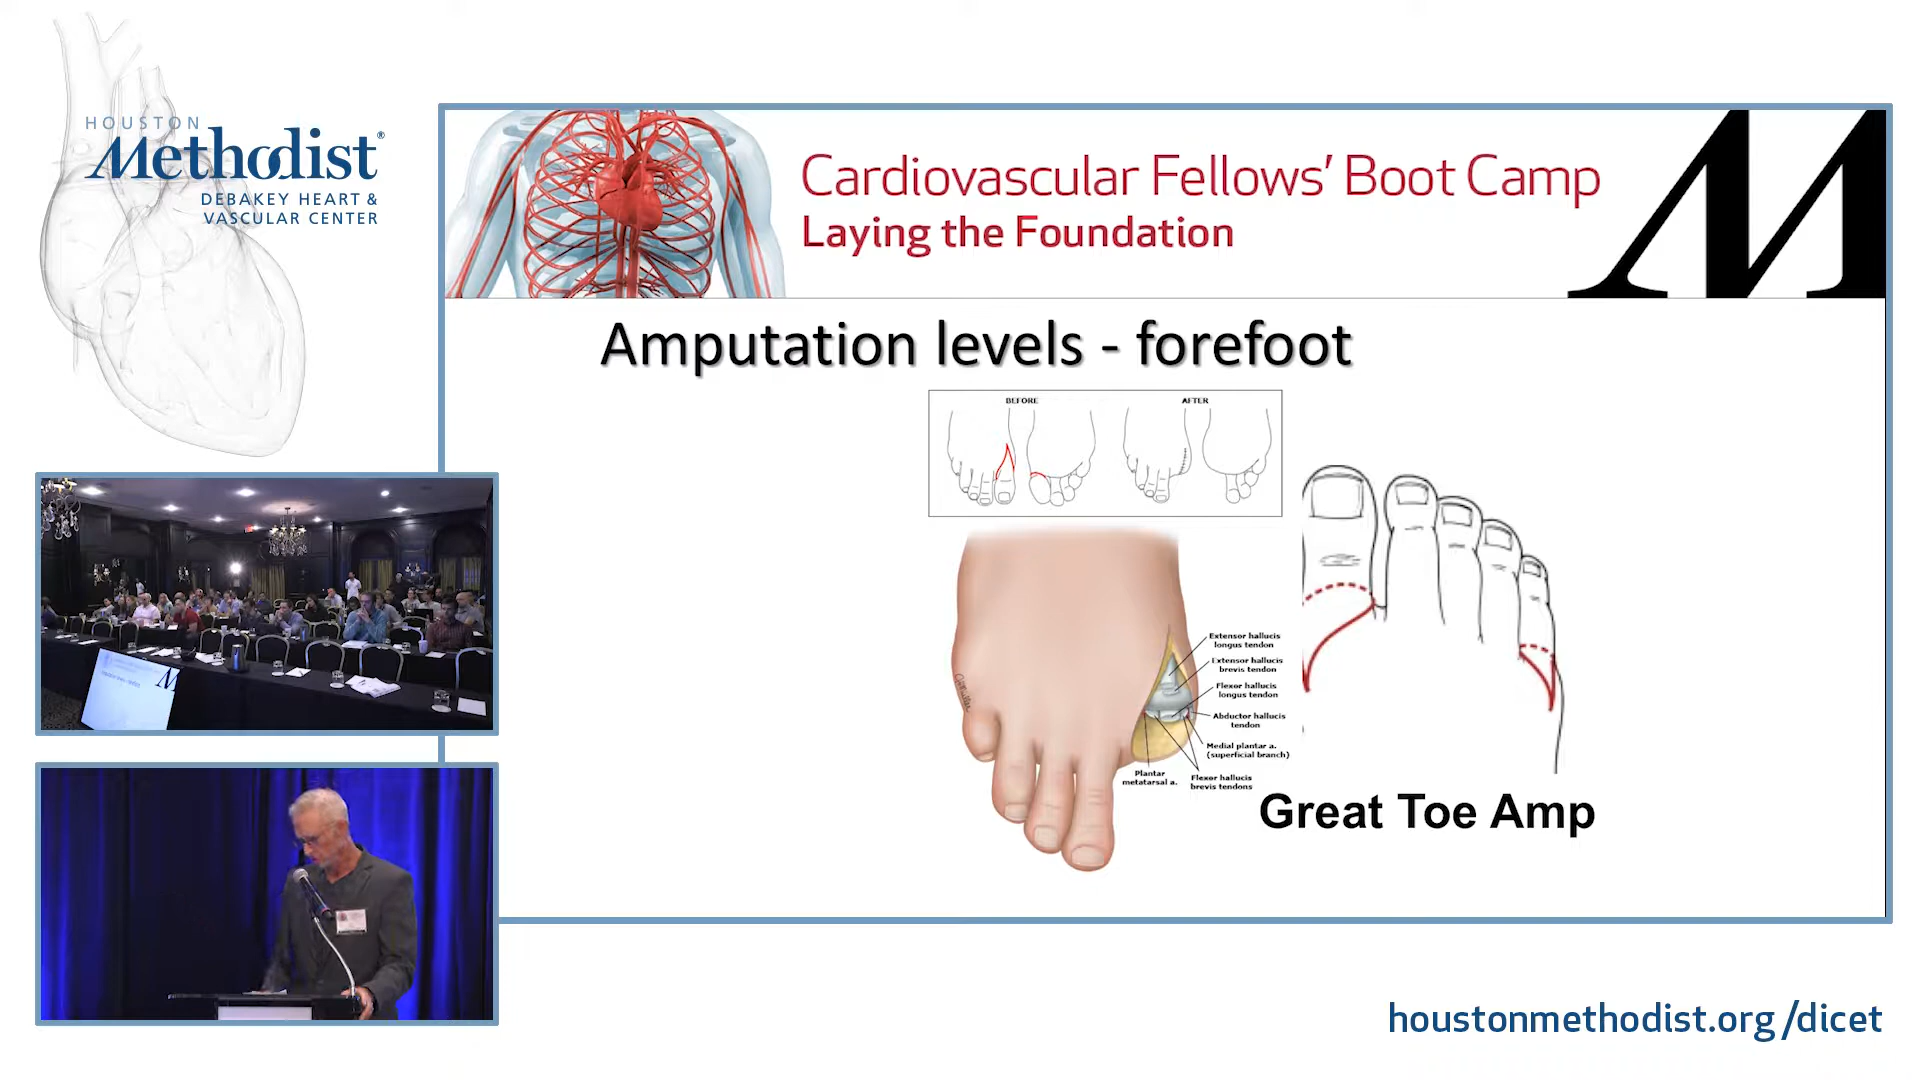 HOUSTON
Methodist®
DEBAKEY HEART &
VASCULAR CENTER
Cardiovascular Fellows' Boot Camp
Laying the Foundation
M
Amputation levels - forefoot
BEFORE
AFTER
Extensor hallucis
longus tendon
Extensor hallucis
brevis tendon
Flexor hallucis
longus tendon
Abductor hallucis
tendon
Medial plantar a.
(superficial branch)
Plantar
metatarsal a.
Flexor hallucis
brevis tendons
Great Toe Amp
houstonmethodist.org/dicet